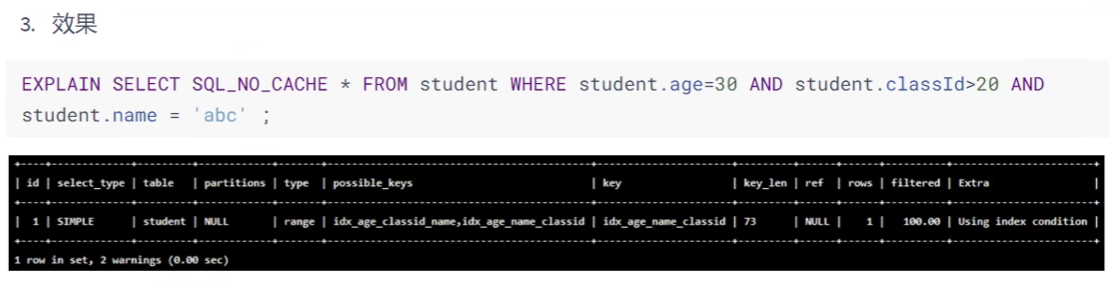 3. 效果
EXPLAIN SELECT SQL_NO_CACHE * FROM student WHERE student.age=30 AND student.classId>20 AND
student.name = 'abc' ;
+----+-------------+---------+------------+-------+-------------------------------------------+----------------------+---------+------+------+----------+-----------------------+
| id | select_type | table | partitions | type | possible_keys | key | key_len | ref | rows | filtered | Extra |
+----+-------------+---------+------------+-------+-------------------------------------------+----------------------+---------+------+------+----------+-----------------------+
| 1 | SIMPLE | student | NULL | range | idx_age_classid_name,idx_age_name_classid | idx_age_name_classid | 73 | NULL | 1 | 100.00 | Using index condition |
+----+-------------+---------+------------+-------+-------------------------------------------+----------------------+---------+------+------+----------+-----------------------+
1 row in set, 2 warnings (0.00 sec)